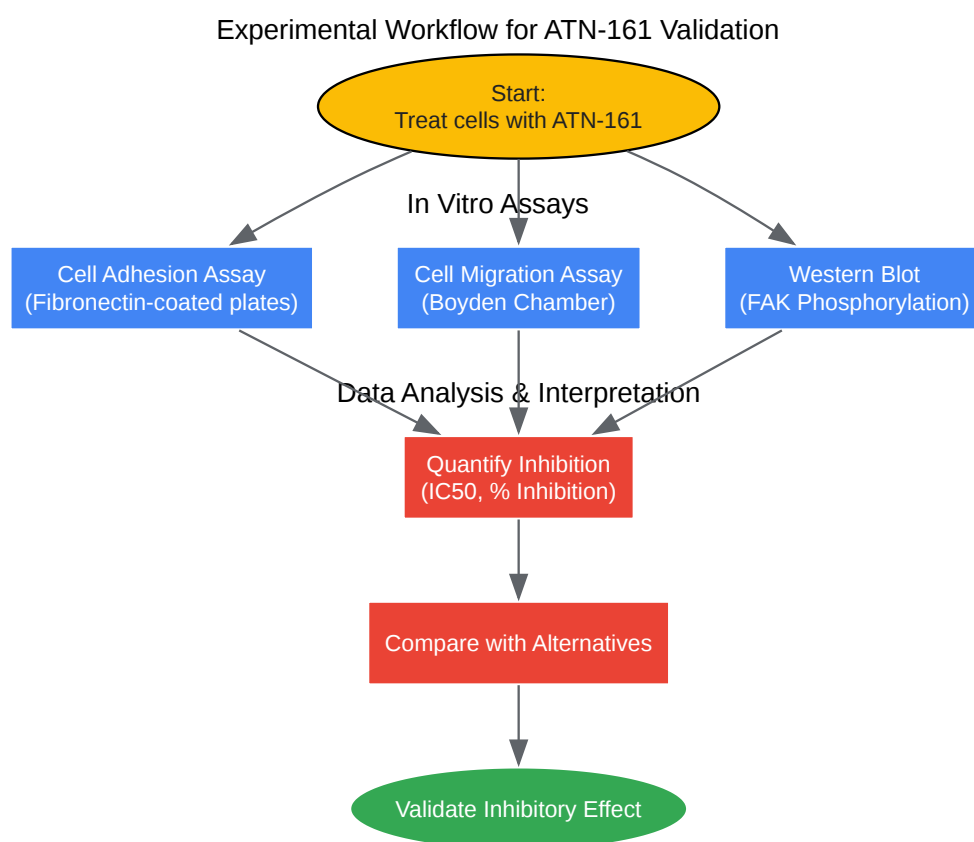 Experimental Workflow for ATN-161 Validation
Start:
Treat cells with ATN-161
In Vitro Assays
Cell Adhesion Assay
(Fibronectin-coated plates)
Cell Migration Assay
(Boyden Chamber)
Western Blot
(FAK Phosphorylation)
Data Analysis & Interpretation
Quantify Inhibition
(IC50, % Inhibition)
Compare with Alternatives
Validate Inhibitory Effect